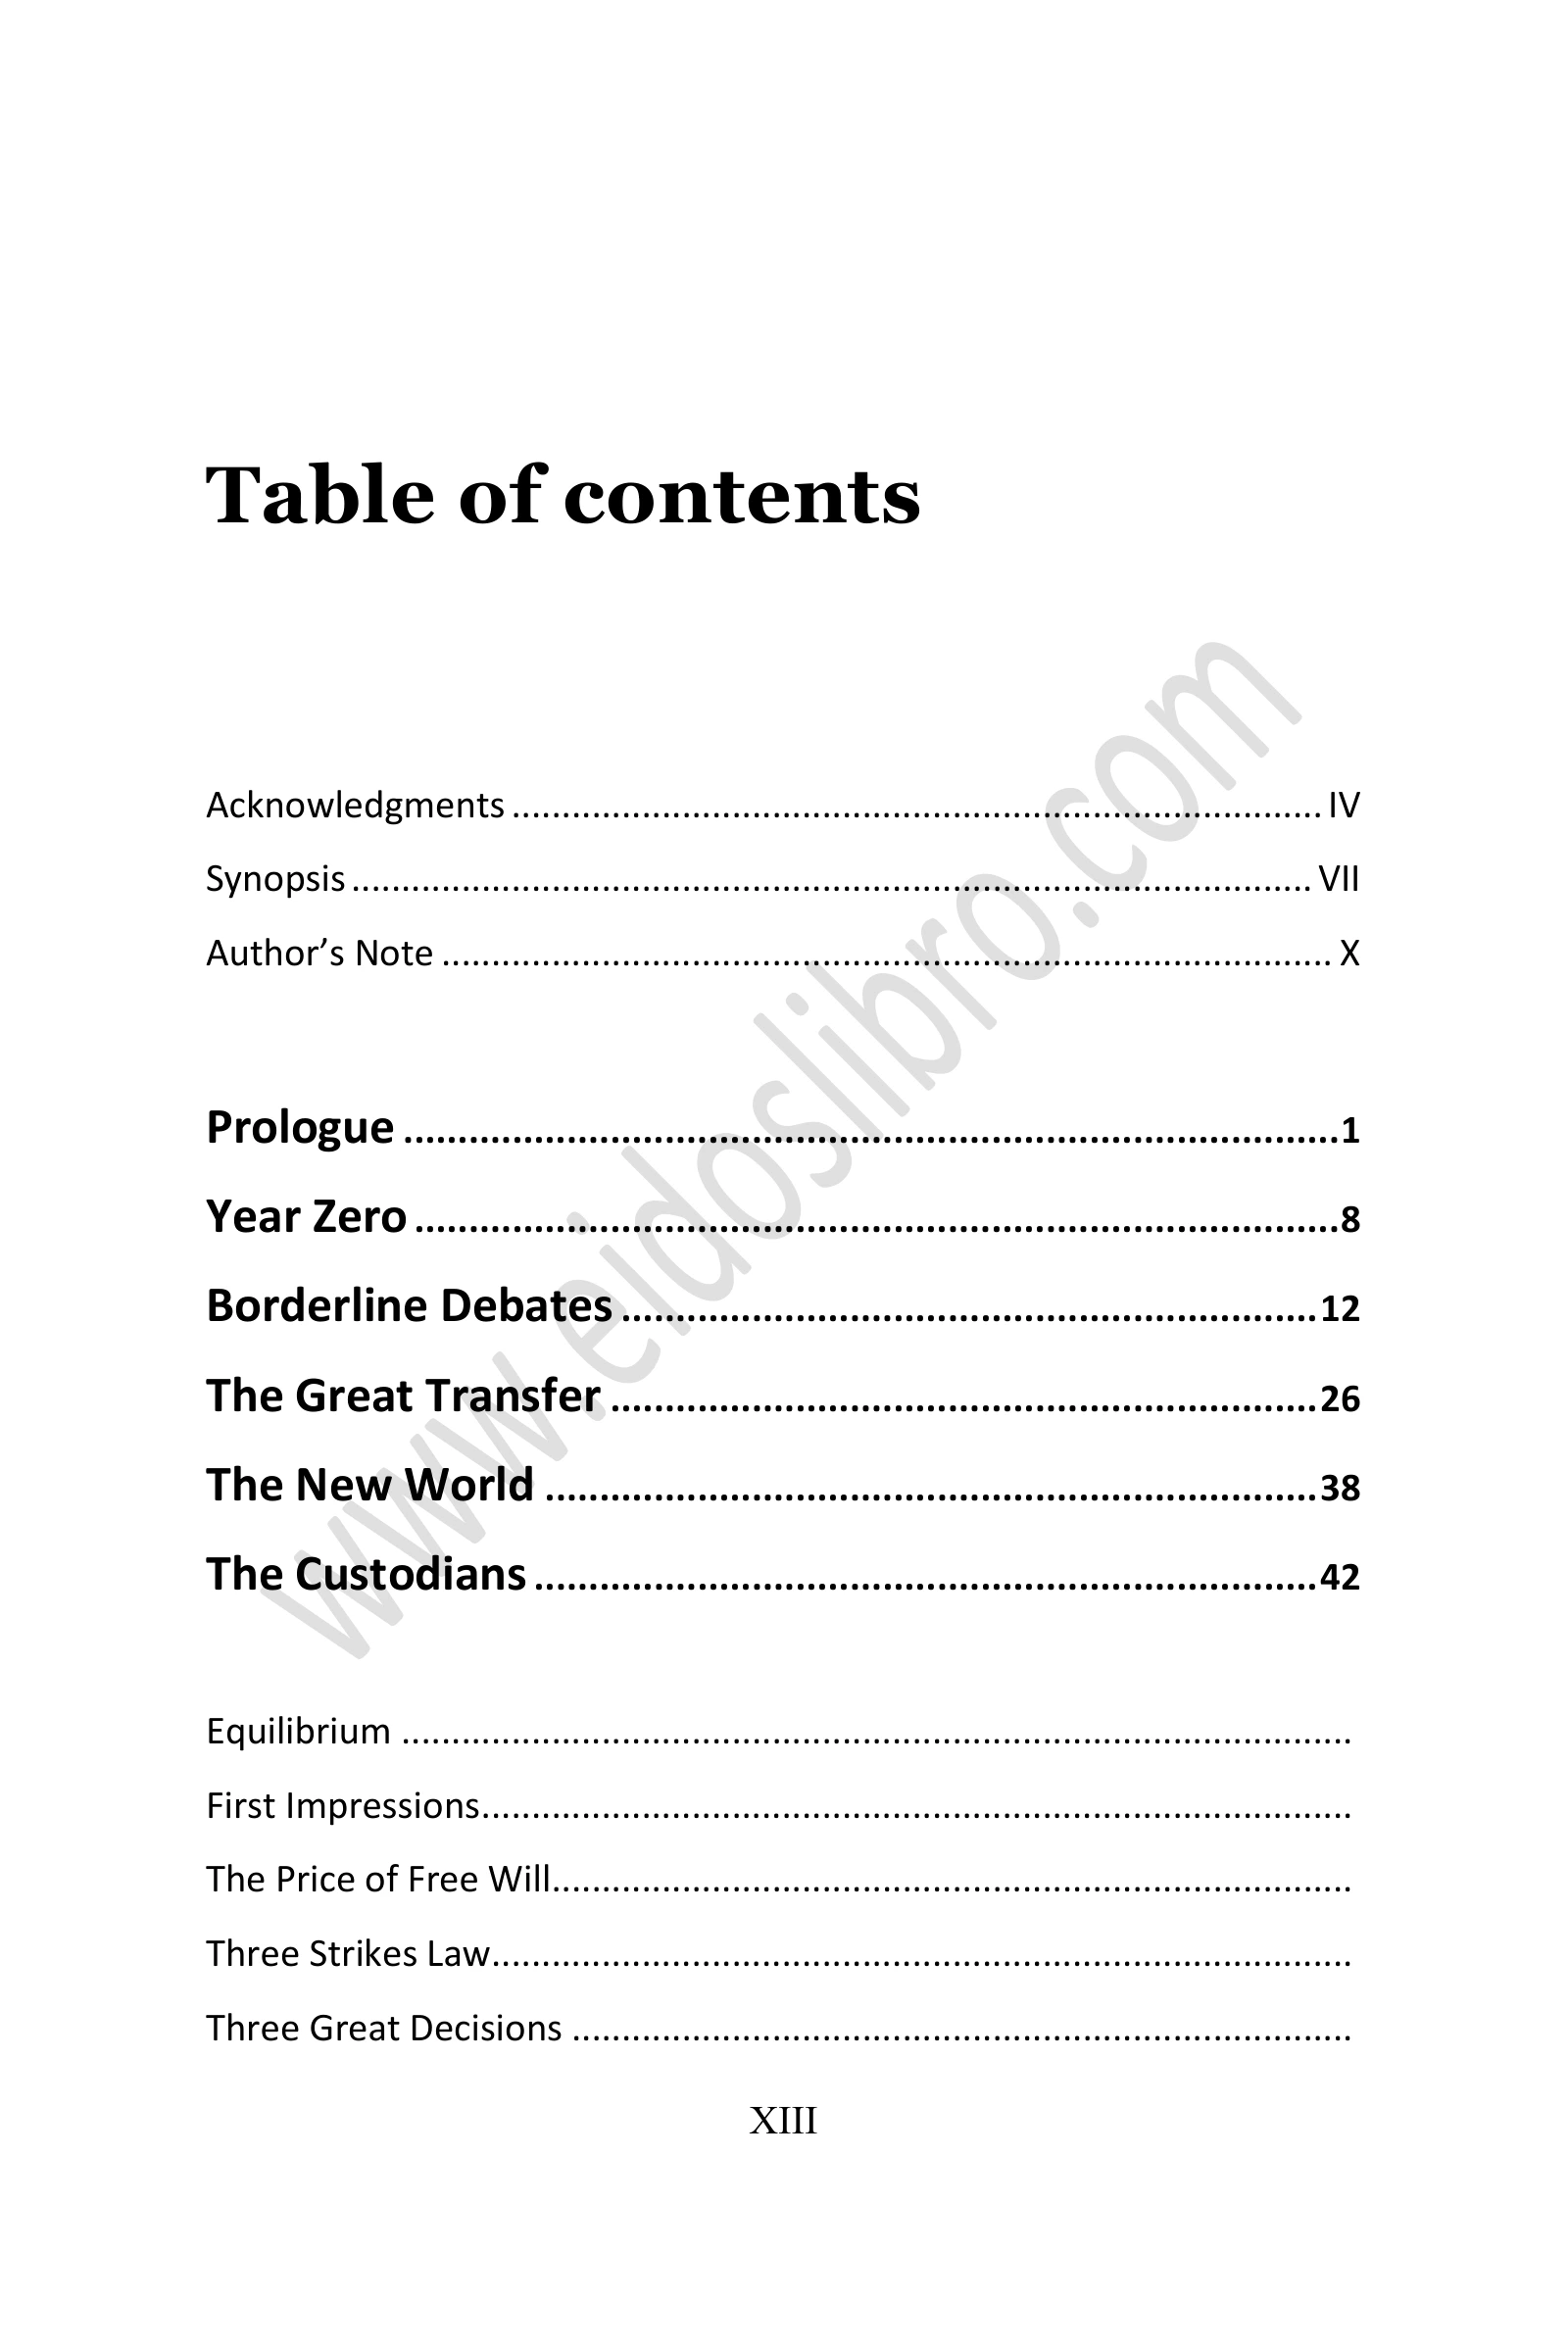 Table of contents
Acknowledgments ........................................ IV
Synopsis ........................................ VII
Author’s Note ........................................ X
Prologue ........................................ 1
Year Zero ........................................ 8
Borderline Debates ........................................ 12
The Great Transfer ........................................ 26
The New World ........................................ 38
The Custodians ........................................ 42
Equilibrium ........................................
First Impressions........................................
The Price of Free Will........................................
Three Strikes Law........................................
Three Great Decisions ........................................
XIII
www.eidoslibro.com